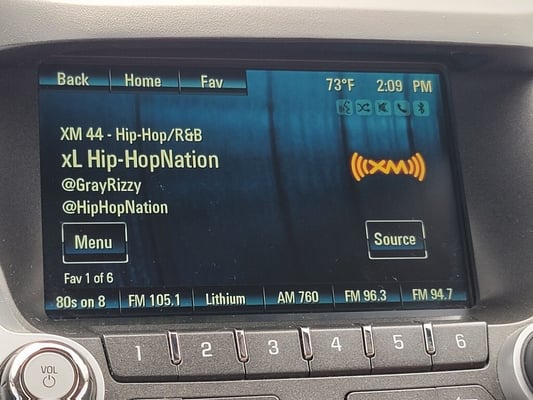 Back Home Fav 73°F 2:09 PM
XM 44 - Hip-Hop/R&B
xL Hip-HopNation
XM
@GrayRizzy
@HipHopNation
Menu Source
Fav 1 of 6
80s on 8 FM 105.1 Lithium AM 760 FM 96.3 FM 94.7
1 2 3 4 5 6
VOL